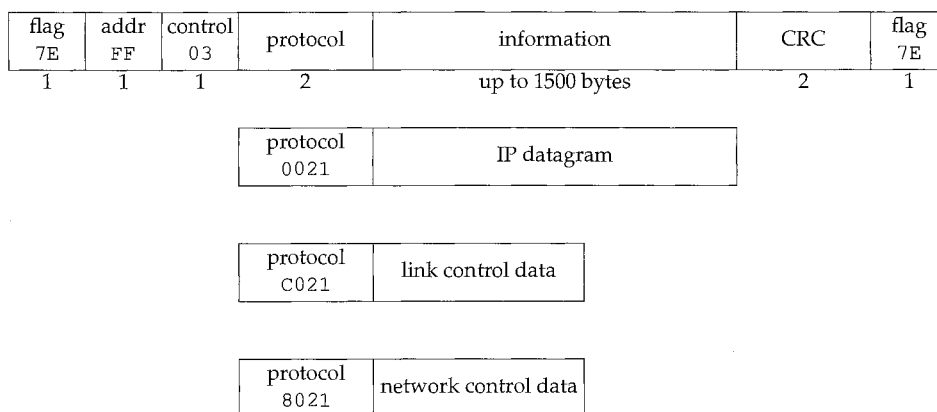 flag addr control protocol information CRC flag
7E FF 03 7E
1 1 1 2 up to 1500 bytes 2 1
protocol IP datagram
0021
protocol link control data
C021
protocol network control data
8021